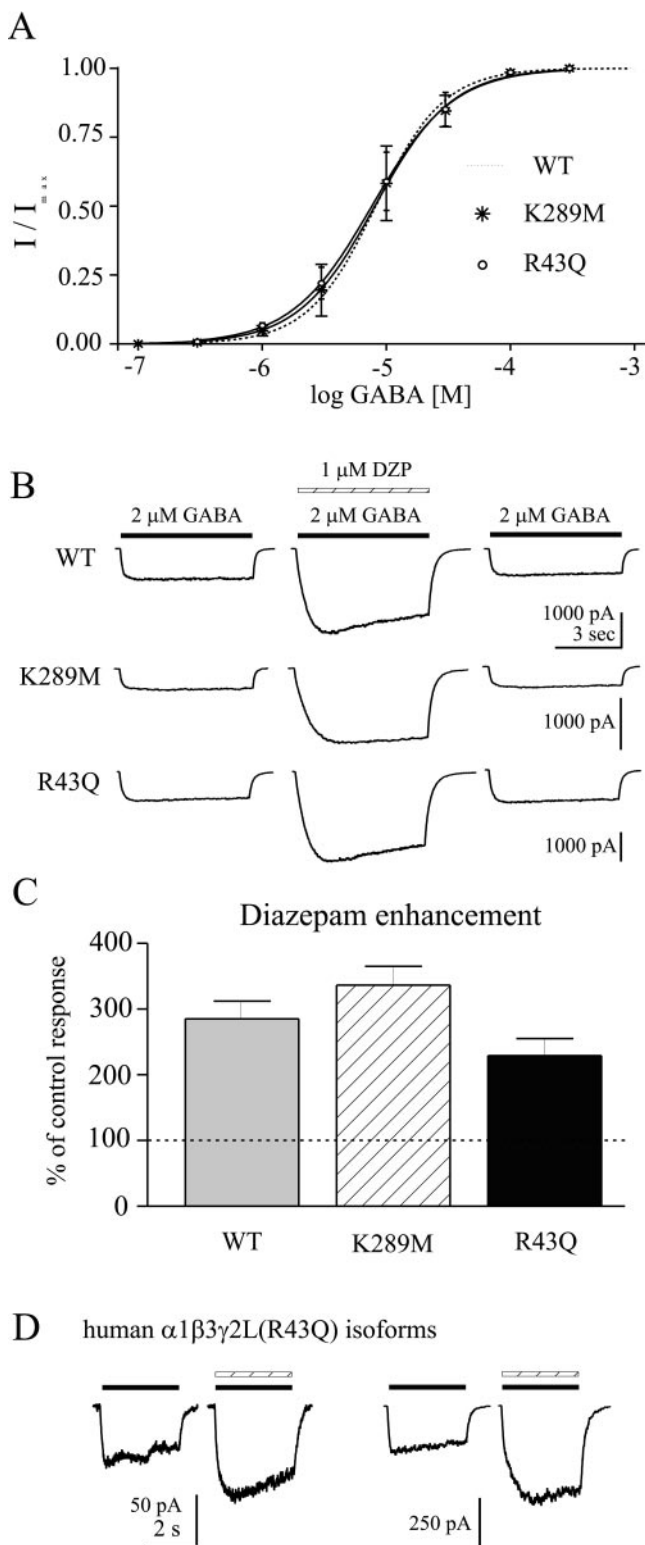 A
1.00
0.75
0.50
0.25
0.00
I / I max
-7 -6 -5 -4 -3
log GABA [M]
WT
K289M
R43Q
B
1 μM DZP
2 μM GABA 2 μM GABA 2 μM GABA
WT
1000 pA
3 sec
K289M
1000 pA
R43Q
1000 pA
C
Diazepam enhancement
% of control response
400
300
200
100
0
WT K289M R43Q
D human α1β3γ2L(R43Q) isoforms
50 pA
2 s
250 pA